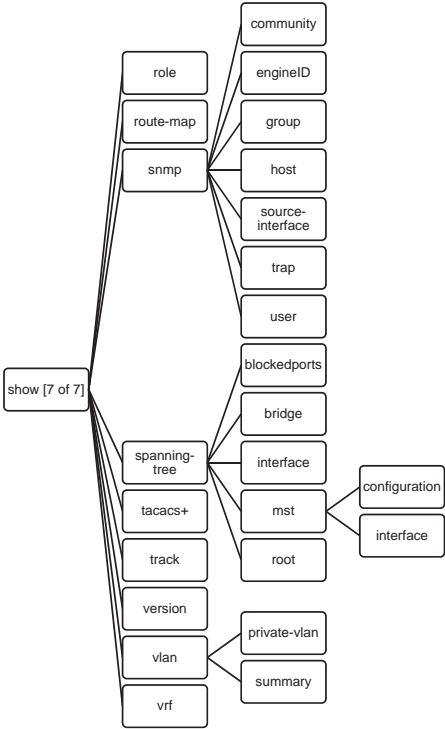 show [7 of 7]
role
route-map
snmp
community
engineID
group
host
source-
interface
trap
user
spanning-
tree
blockedports
bridge
interface
mst
configuration
interface
root
tacacs+
track
version
vlan
private-vlan
summary
vrf